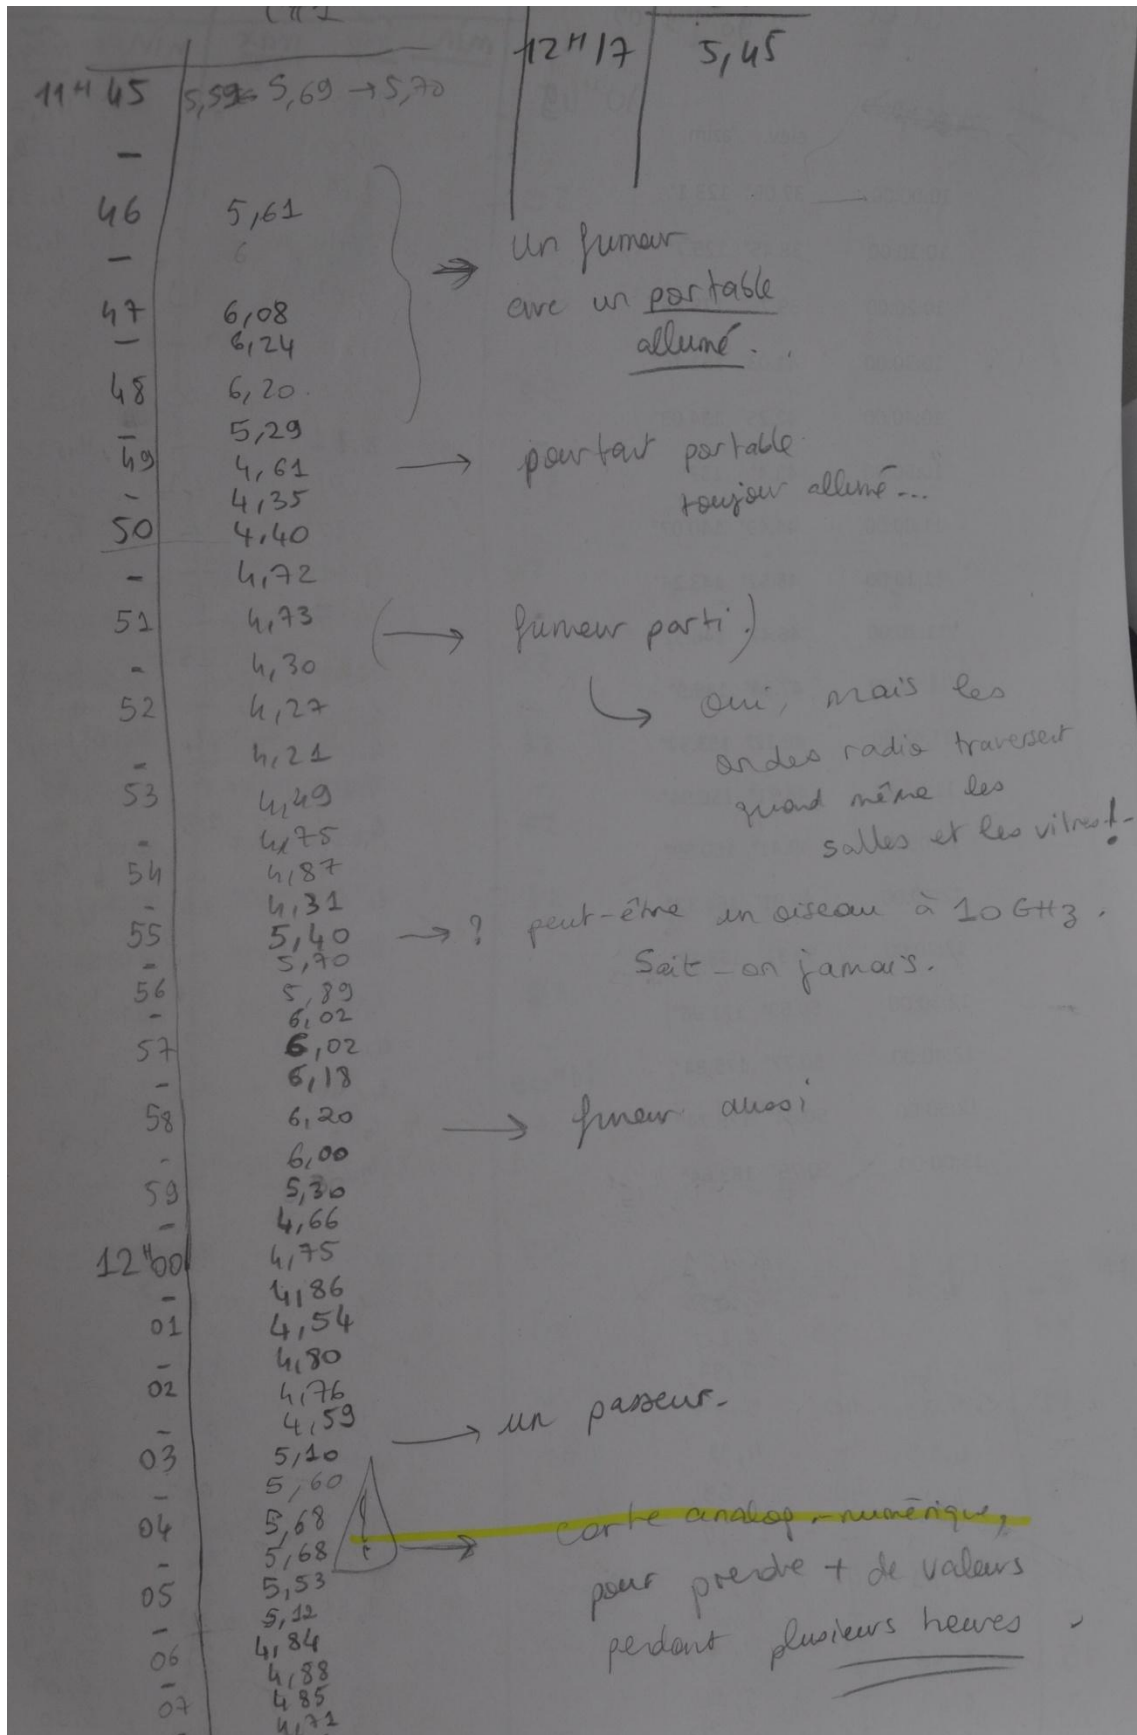 12H17 5,45
11H45 5,69 → 5,70
-
46 5,61
- 6
47 6,08
- 6,24
48 6,20.
- 5,29
49 4,61
- 4,35
50 4,40
- 4,72
51 4,73
- 4,30
52 4,27
- 4,21
53 4,49
- 4,75
54 4,87
- 4,31
55 5,40
- 5,70
56 5,89
- 6,02
57 6,02
- 6,18
58 6,20
- 6,00
59 5,30
- 4,66
12H00 4,75
- 4,86
01 4,54
- 4,80
02 4,76
- 4,59
03 5,10
- 5,60
04 5,68
- 5,68
05 5,53
- 5,12
06 4,84
- 4,88
07 4,85
4,71
→ un fumeur
avec un portable
allumé.
→ pourtant portable
toujour allumé...
(→ fumeur parti.)
↳ oui, mais les
ondes radio traversent
quand même les
salles et les vitres!
→ ? peut-être un oiseau à 10 GHz.
Sait-on jamais.
→ fumeur aussi
→ un passeur.
! → carte analog.-numérique,
pour prendre + de valeurs
pendant plusieurs heures.